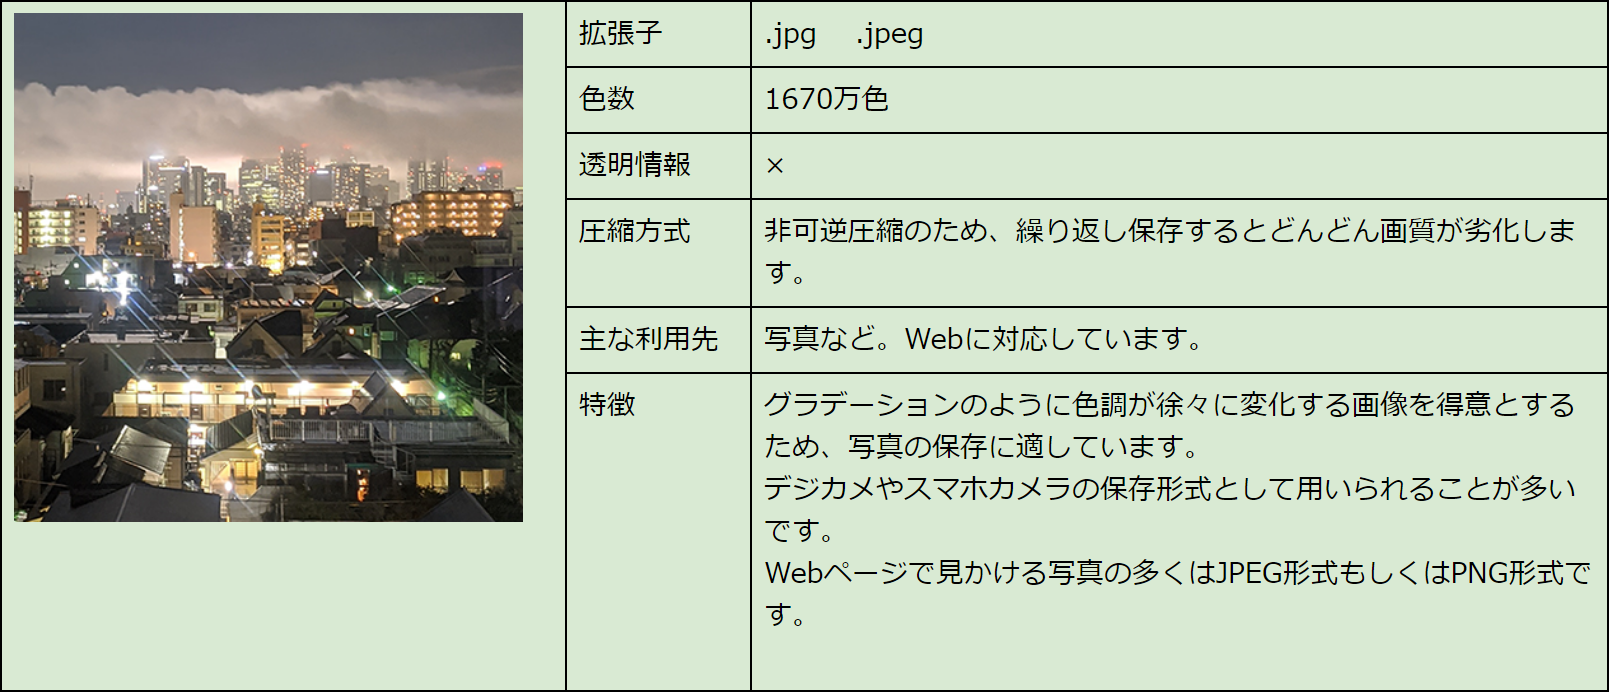 拡張子
.jpg .jpeg
色数
1670万色
透明情報
×
圧縮方式
非可逆圧縮のため、繰り返し保存するとどんどん画質が劣化しま
す。
主な利用先
写真など。Webに対応しています。
特徴
グラデーションのように色調が徐々に変化する画像を得意とする
ため、写真の保存に適しています。
デジカメやスマホカメラの保存形式として用いられることが多い
です。
Webページで見かける写真の多くはJPEG形式もしくはPNG形式で
す。